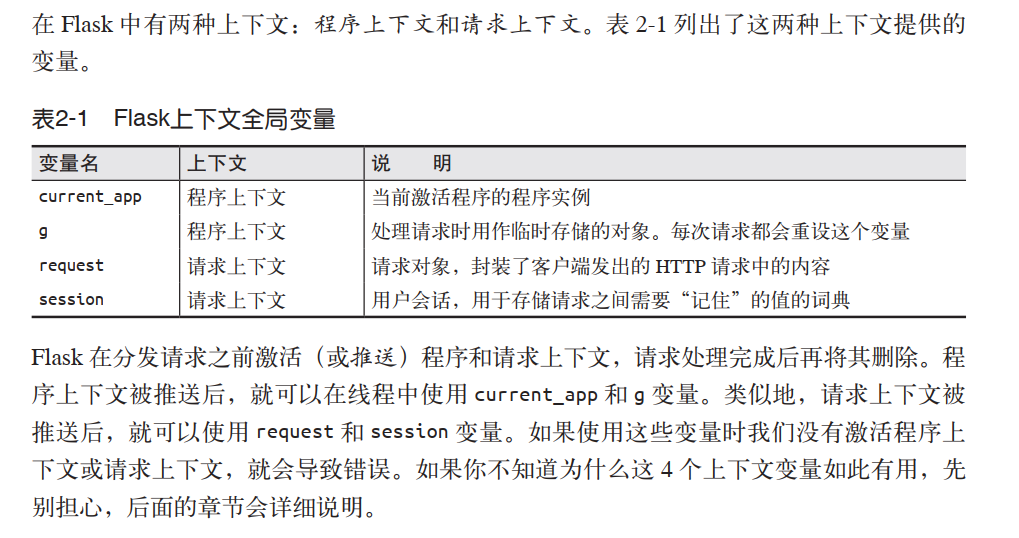 在 Flask 中有两种上下文：程序上下文和请求上下文。表 2-1 列出了这两种上下文提供的
变量。
表2-1 Flask上下文全局变量
变量名 上下文 说 明
current_app 程序上下文 当前激活程序的程序实例
g 程序上下文 处理请求时用作临时存储的对象。每次请求都会重设这个变量
request 请求上下文 请求对象，封装了客户端发出的 HTTP 请求中的内容
session 请求上下文 用户会话，用于存储请求之间需要“记住”的值的词典
Flask 在分发请求之前激活（或推送）程序和请求上下文，请求处理完成后再将其删除。程
序上下文被推送后，就可以在线程中使用 current_app 和 g 变量。类似地，请求上下文被
推送后，就可以使用 request 和 session 变量。如果使用这些变量时我们没有激活程序上
下文或请求上下文，就会导致错误。如果你不知道为什么这 4 个上下文变量如此有用，先
别担心，后面的章节会详细说明。